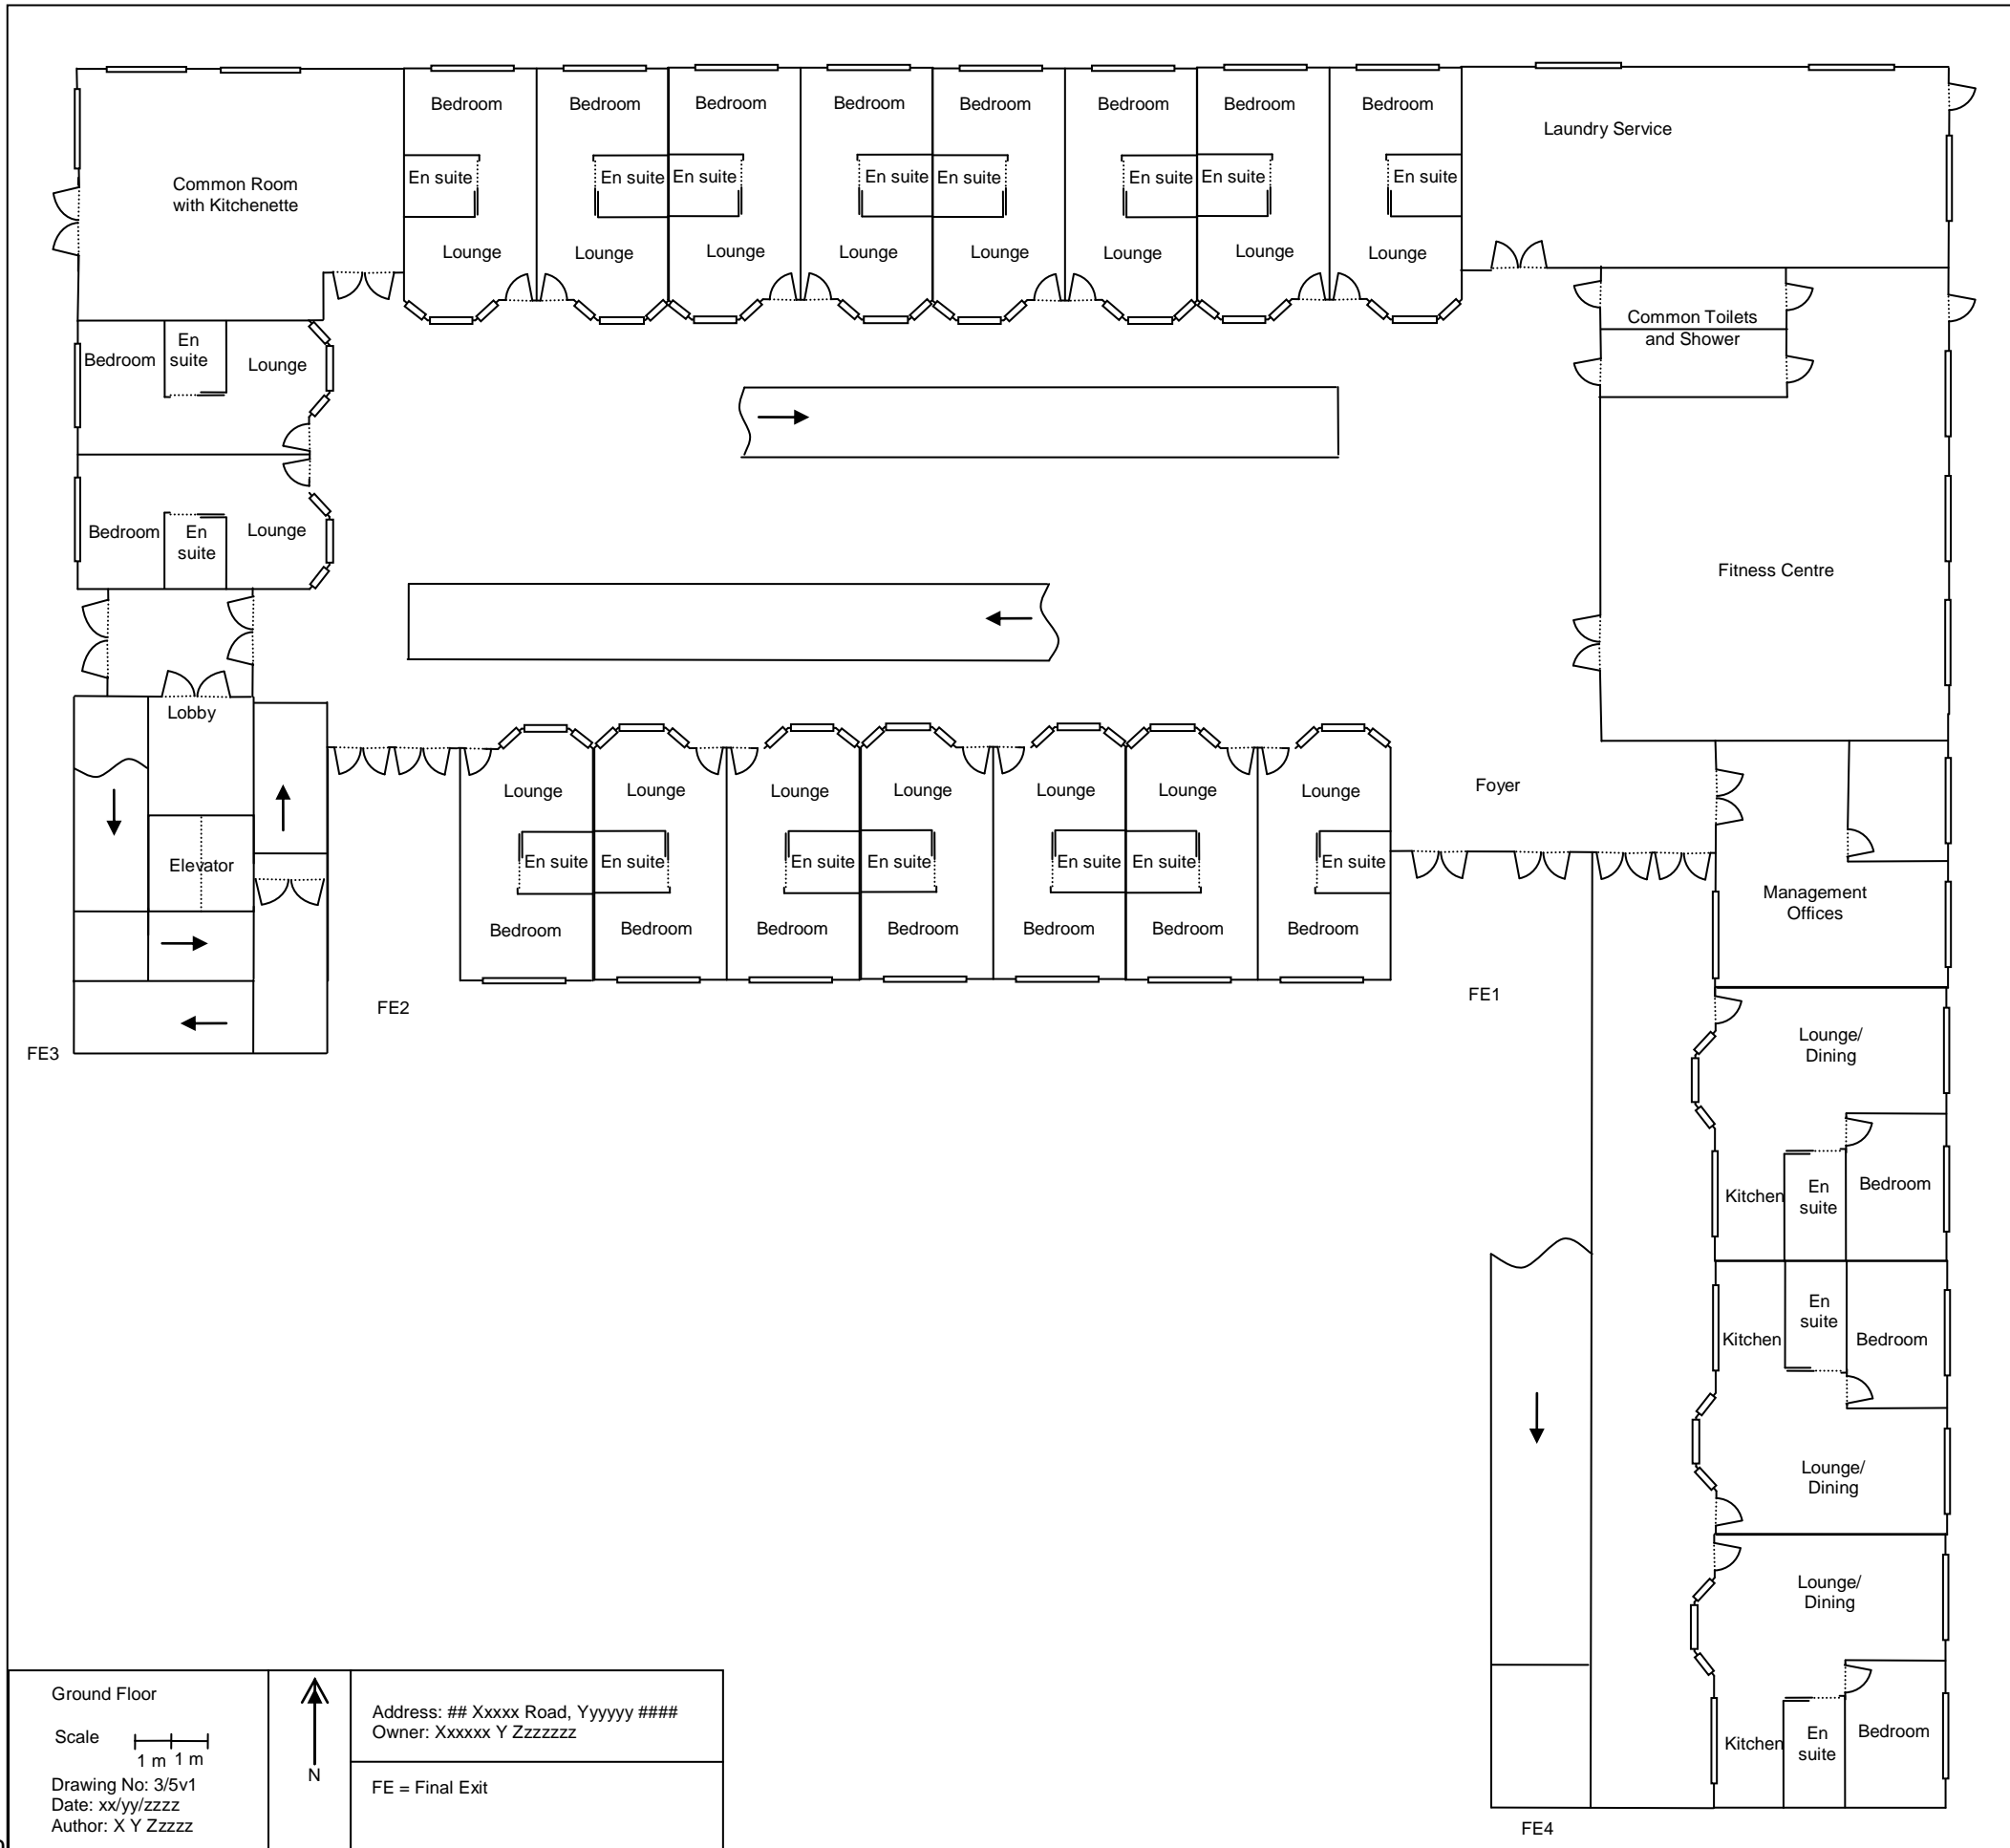 Bedroom
Bedroom
Bedroom
Bedroom
Bedroom
Bedroom
Bedroom
Bedroom
Laundry Service
Common Room
with Kitchenette
En suite
En suite
En suite
En suite
En suite
En suite
En suite
En suite
Lounge
Lounge
Lounge
Lounge
Lounge
Lounge
Lounge
Lounge
Common Toilets
and Shower
Bedroom
En
suite
Lounge
Bedroom
En
suite
Lounge
Fitness Centre
Lobby
Elevator
Lounge
Lounge
Lounge
Lounge
Lounge
Lounge
Lounge
Foyer
En suite
En suite
En suite
En suite
En suite
En suite
En suite
Bedroom
Bedroom
Bedroom
Bedroom
Bedroom
Bedroom
Bedroom
Management
Offices
FE3
FE2
FE1
Lounge/
Dining
Kitchen
En
suite
Bedroom
Kitchen
En
suite
Bedroom
Lounge/
Dining
Lounge/
Dining
Kitchen
En
suite
Bedroom
FE4
Ground Floor
Scale
1 m 1 m
Drawing No: 3/5v1
Date: xx/yy/zzzz
Author: X Y Zzzzz
N
Address: ## Xxxxx Road, Yyyyyy ####
Owner: Xxxxxx Y Zzzzzzz
FE = Final Exit